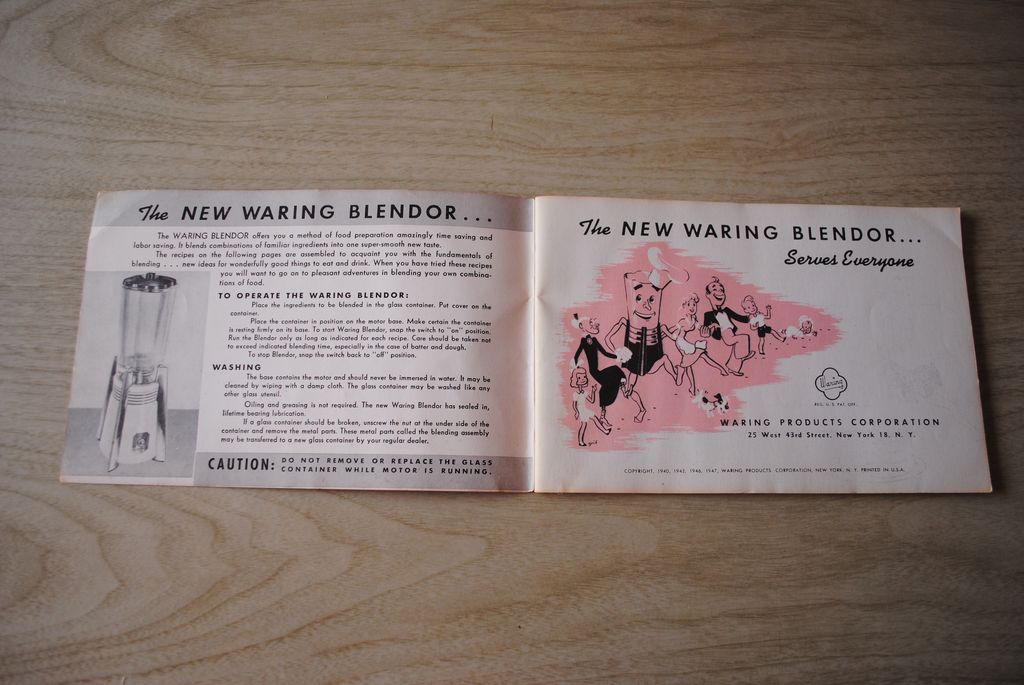 The NEW WARING BLENDOR...
The WARING BLENDOR offers you a method of food preparation amazingly time saving and
labor saving. It blends combinations of familiar ingredients into one super-smooth new taste.
The recipes on the following pages are assembled to acquaint you with the fundamentals of
blending . . . new ideas for wonderfully good things to eat and drink. When you have tried these recipes
you will want to go on to pleasant adventures in blending your own combina-
tions of food.
TO OPERATE THE WARING BLENDOR:
Place the ingredients to be blended in the glass container. Put cover on the
container.
Place the container in position on the motor base. Make certain the container
is resting firmly on its base. To start Waring Blendor, snap the switch to "on" position.
Run the Blendor only as long as indicated for each recipe. Care should be taken not
to exceed indicated blending time, especially in the case of batter and dough.
To stop Blendor, snap the switch back to "off" position.
WASHING
The base contains the motor and should never be immersed in water. It may be
cleaned by wiping with a damp cloth. The glass container may be washed like any
other glass utensil.
Oiling and greasing is not required. The new Waring Blendor has sealed in,
lifetime bearing lubrication.
If a glass container should be broken, unscrew the nut at the under side of the
container and remove the metal parts. These metal parts called the blending assembly
may be transferred to a new glass container by your regular dealer.
CAUTION: DO NOT REMOVE OR REPLACE THE GLASS
CONTAINER WHILE MOTOR IS RUNNING.
The NEW WARING BLENDOR...
Serves Everyone
Waring
REG. U. S. PAT. OFF.
WARING PRODUCTS CORPORATION
25 West 43rd Street, New York 18, N. Y.
COPYRIGHT, 1940, 1943, 1946, 1947, WARING PRODUCTS CORPORATION, NEW YORK, N. Y. PRINTED IN U.S.A.